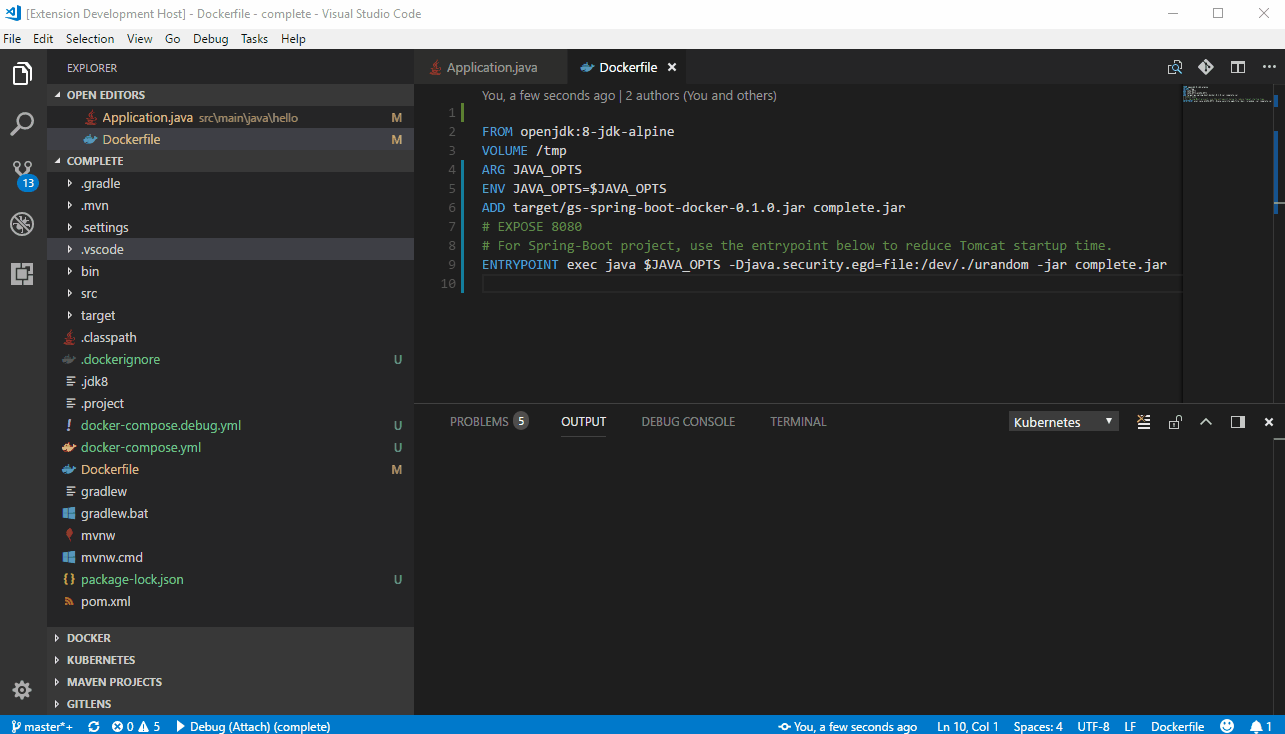 [Extension Development Host] - Dockerfile - complete - Visual Studio Code
File Edit Selection View Go Debug Tasks Help
EXPLORER
OPEN EDITORS
Application.java src\main\java\hello M
Dockerfile M
COMPLETE
.gradle
.mvn
.settings
.vscode
bin
src
target
.classpath
.dockerignore U
.jdk8
.project
docker-compose.debug.yml U
docker-compose.yml U
Dockerfile M
gradlew
gradlew.bat
mvnw
mvnw.cmd
package-lock.json U
pom.xml
DOCKER
KUBERNETES
MAVEN PROJECTS
GITLENS
13
Application.java Dockerfile
You, a few seconds ago | 2 authors (You and others)
1
2 FROM openjdk:8-jdk-alpine
3 VOLUME /tmp
4 ARG JAVA_OPTS
5 ENV JAVA_OPTS=$JAVA_OPTS
6 ADD target/gs-spring-boot-docker-0.1.0.jar complete.jar
7 # EXPOSE 8080
8 # For Spring-Boot project, use the entrypoint below to reduce Tomcat startup time.
9 ENTRYPOINT exec java $JAVA_OPTS -Djava.security.egd=file:/dev/./urandom -jar complete.jar
10
PROBLEMS 5 OUTPUT DEBUG CONSOLE TERMINAL Kubernetes
master*+ 0 5 Debug (Attach) (complete) You, a few seconds ago Ln 10, Col 1 Spaces: 4 UTF-8 LF Dockerfile 1